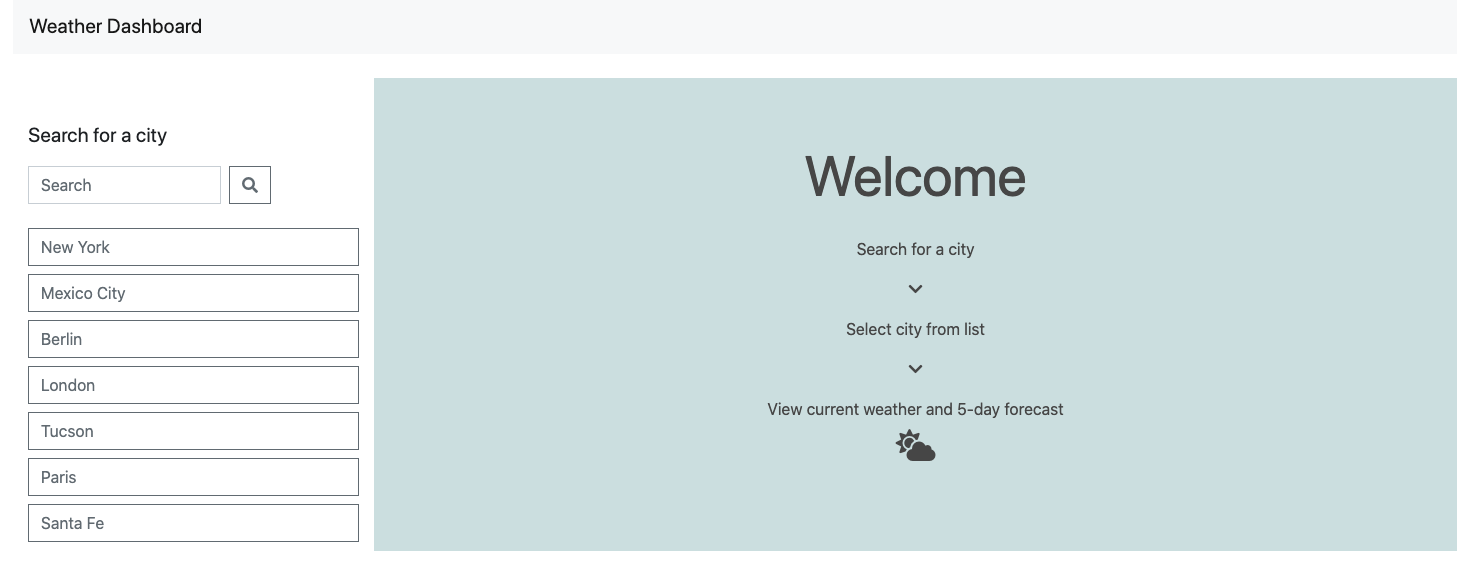 Weather Dashboard
Search for a city
Search
New York
Mexico City
Berlin
London
Tucson
Paris
Santa Fe
Welcome
Search for a city
Select city from list
View current weather and 5-day forecast